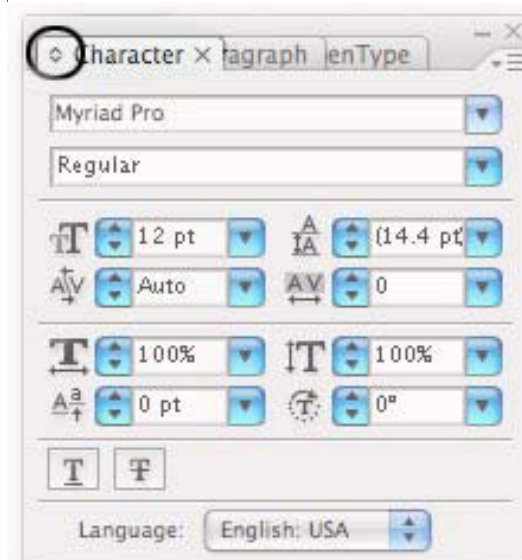 Character × agraph enType
Myriad Pro
Regular
12 pt (14.4 pt
Auto 0
100% 100%
0 pt 0°
T T
Language: English: USA